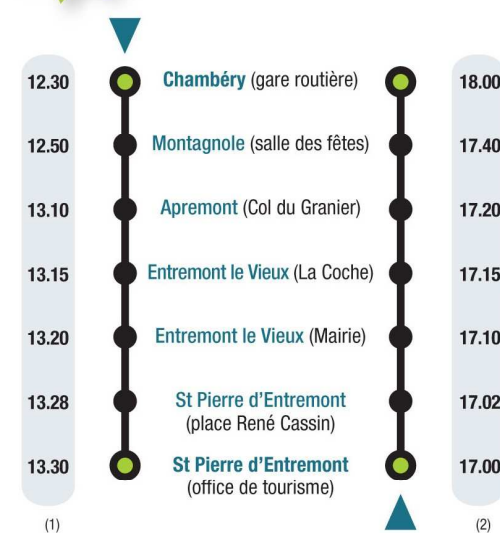 12.30 Chambéry (gare routière) 18.00
12.50 Montagnole (salle des fêtes) 17.40
13.10 Apremont (Col du Granier) 17.20
13.15 Entremont le Vieux (La Coche) 17.15
13.20 Entremont le Vieux (Mairie) 17.10
13.28 St Pierre d'Entremont 17.02
(place René Cassin)
13.30 St Pierre d'Entremont 17.00
(office de tourisme)
(1) (2)